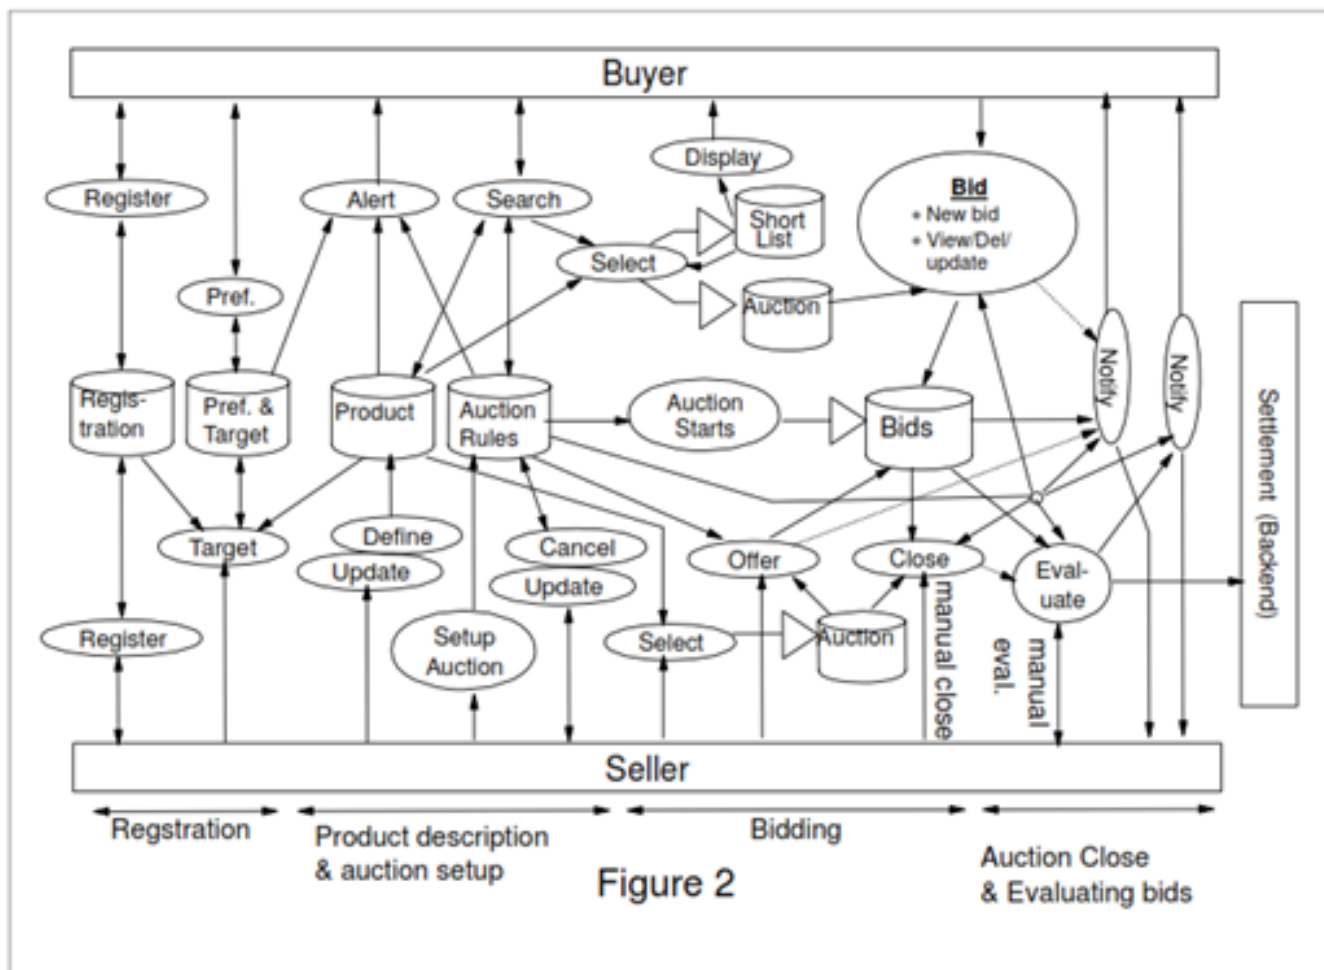 Buyer
Register
Pref.
Alert
Search
Display
Select
Short
List
Auction
Bid
• New bid
• View/Del/
update
Notify
Notify
Regis-
tration
Pref. &
Target
Product
Auction
Rules
Auction
Starts
Bids
Settlement (Backend)
Target
Define
Update
Cancel
Update
Offer
Close
Eval-
uate
Register
Setup
Auction
Select
Auction
manual close
manual
eval.
Seller
Regstration
Product description
& auction setup
Bidding
Auction Close
& Evaluating bids
Figure 2